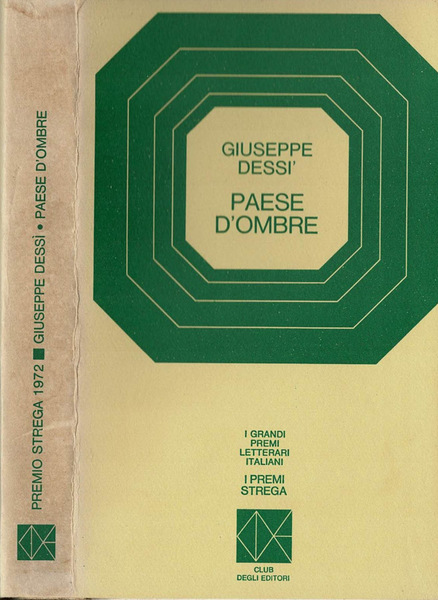 PREMIO STREGA 1972 ■ GIUSEPPE DESSÌ • PAESE D'OMBRE
GIUSEPPE
DESSI'
PAESE
D'OMBRE
I GRANDI
PREMI
LETTERARI
ITALIANI
I PREMI
STREGA
CLUB
DEGLI EDITORI